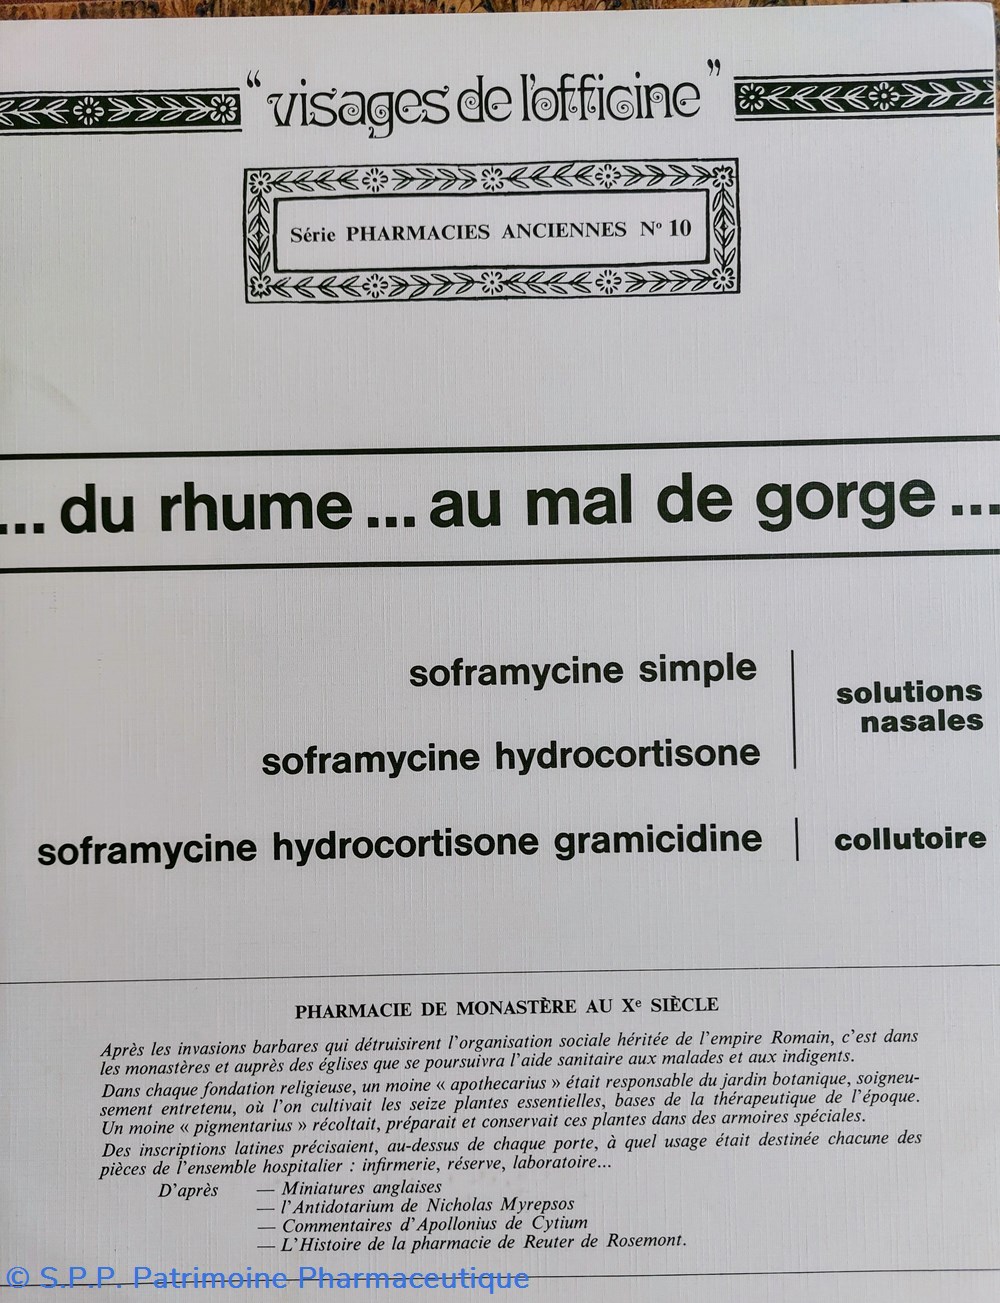 “visages de l'officine”
Série PHARMACIES ANCIENNES Nº 10
... du rhume ... au mal de gorge ...
soframycine simple
solutions
nasales
soframycine hydrocortisone
soframycine hydrocortisone gramicidine
collutoire
PHARMACIE DE MONASTÈRE AU Xᵉ SIÈCLE
Après les invasions barbares qui détruisirent l'organisation sociale héritée de l'empire Romain, c'est dans
les monastères et auprès des églises que se poursuivra l'aide sanitaire aux malades et aux indigents.
Dans chaque fondation religieuse, un moine « apothecarius » était responsable du jardin botanique, soigneu-
sement entretenu, où l'on cultivait les seize plantes essentielles, bases de la thérapeutique de l'époque.
Un moine « pigmentarius » récoltait, préparait et conservait ces plantes dans des armoires spéciales.
Des inscriptions latines précisaient, au-dessus de chaque porte, à quel usage était destinée chacune des
pièces de l'ensemble hospitalier : infirmerie, réserve, laboratoire...
D'après — Miniatures anglaises
— l'Antidotarium de Nicholas Myrepsos
— Commentaires d'Apollonius de Cytium
— L'Histoire de la pharmacie de Reuter de Rosemont.
© S.P.P. Patrimoine Pharmaceutique